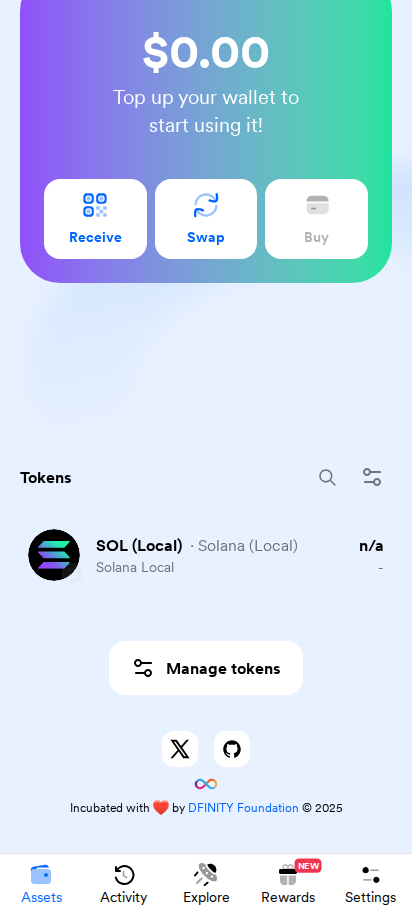 $0.00
Top up your wallet to
start using it!
Receive Swap Buy
Tokens
SOL (Local) · Solana (Local) n/a
Solana Local -
Manage tokens
Incubated with ❤️ by DFINITY Foundation © 2025
NEW
Assets Activity Explore Rewards Settings